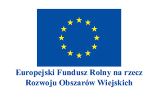 Europejski Fundusz Rolny na rzecz
Rozwoju Obszarów Wiejskich